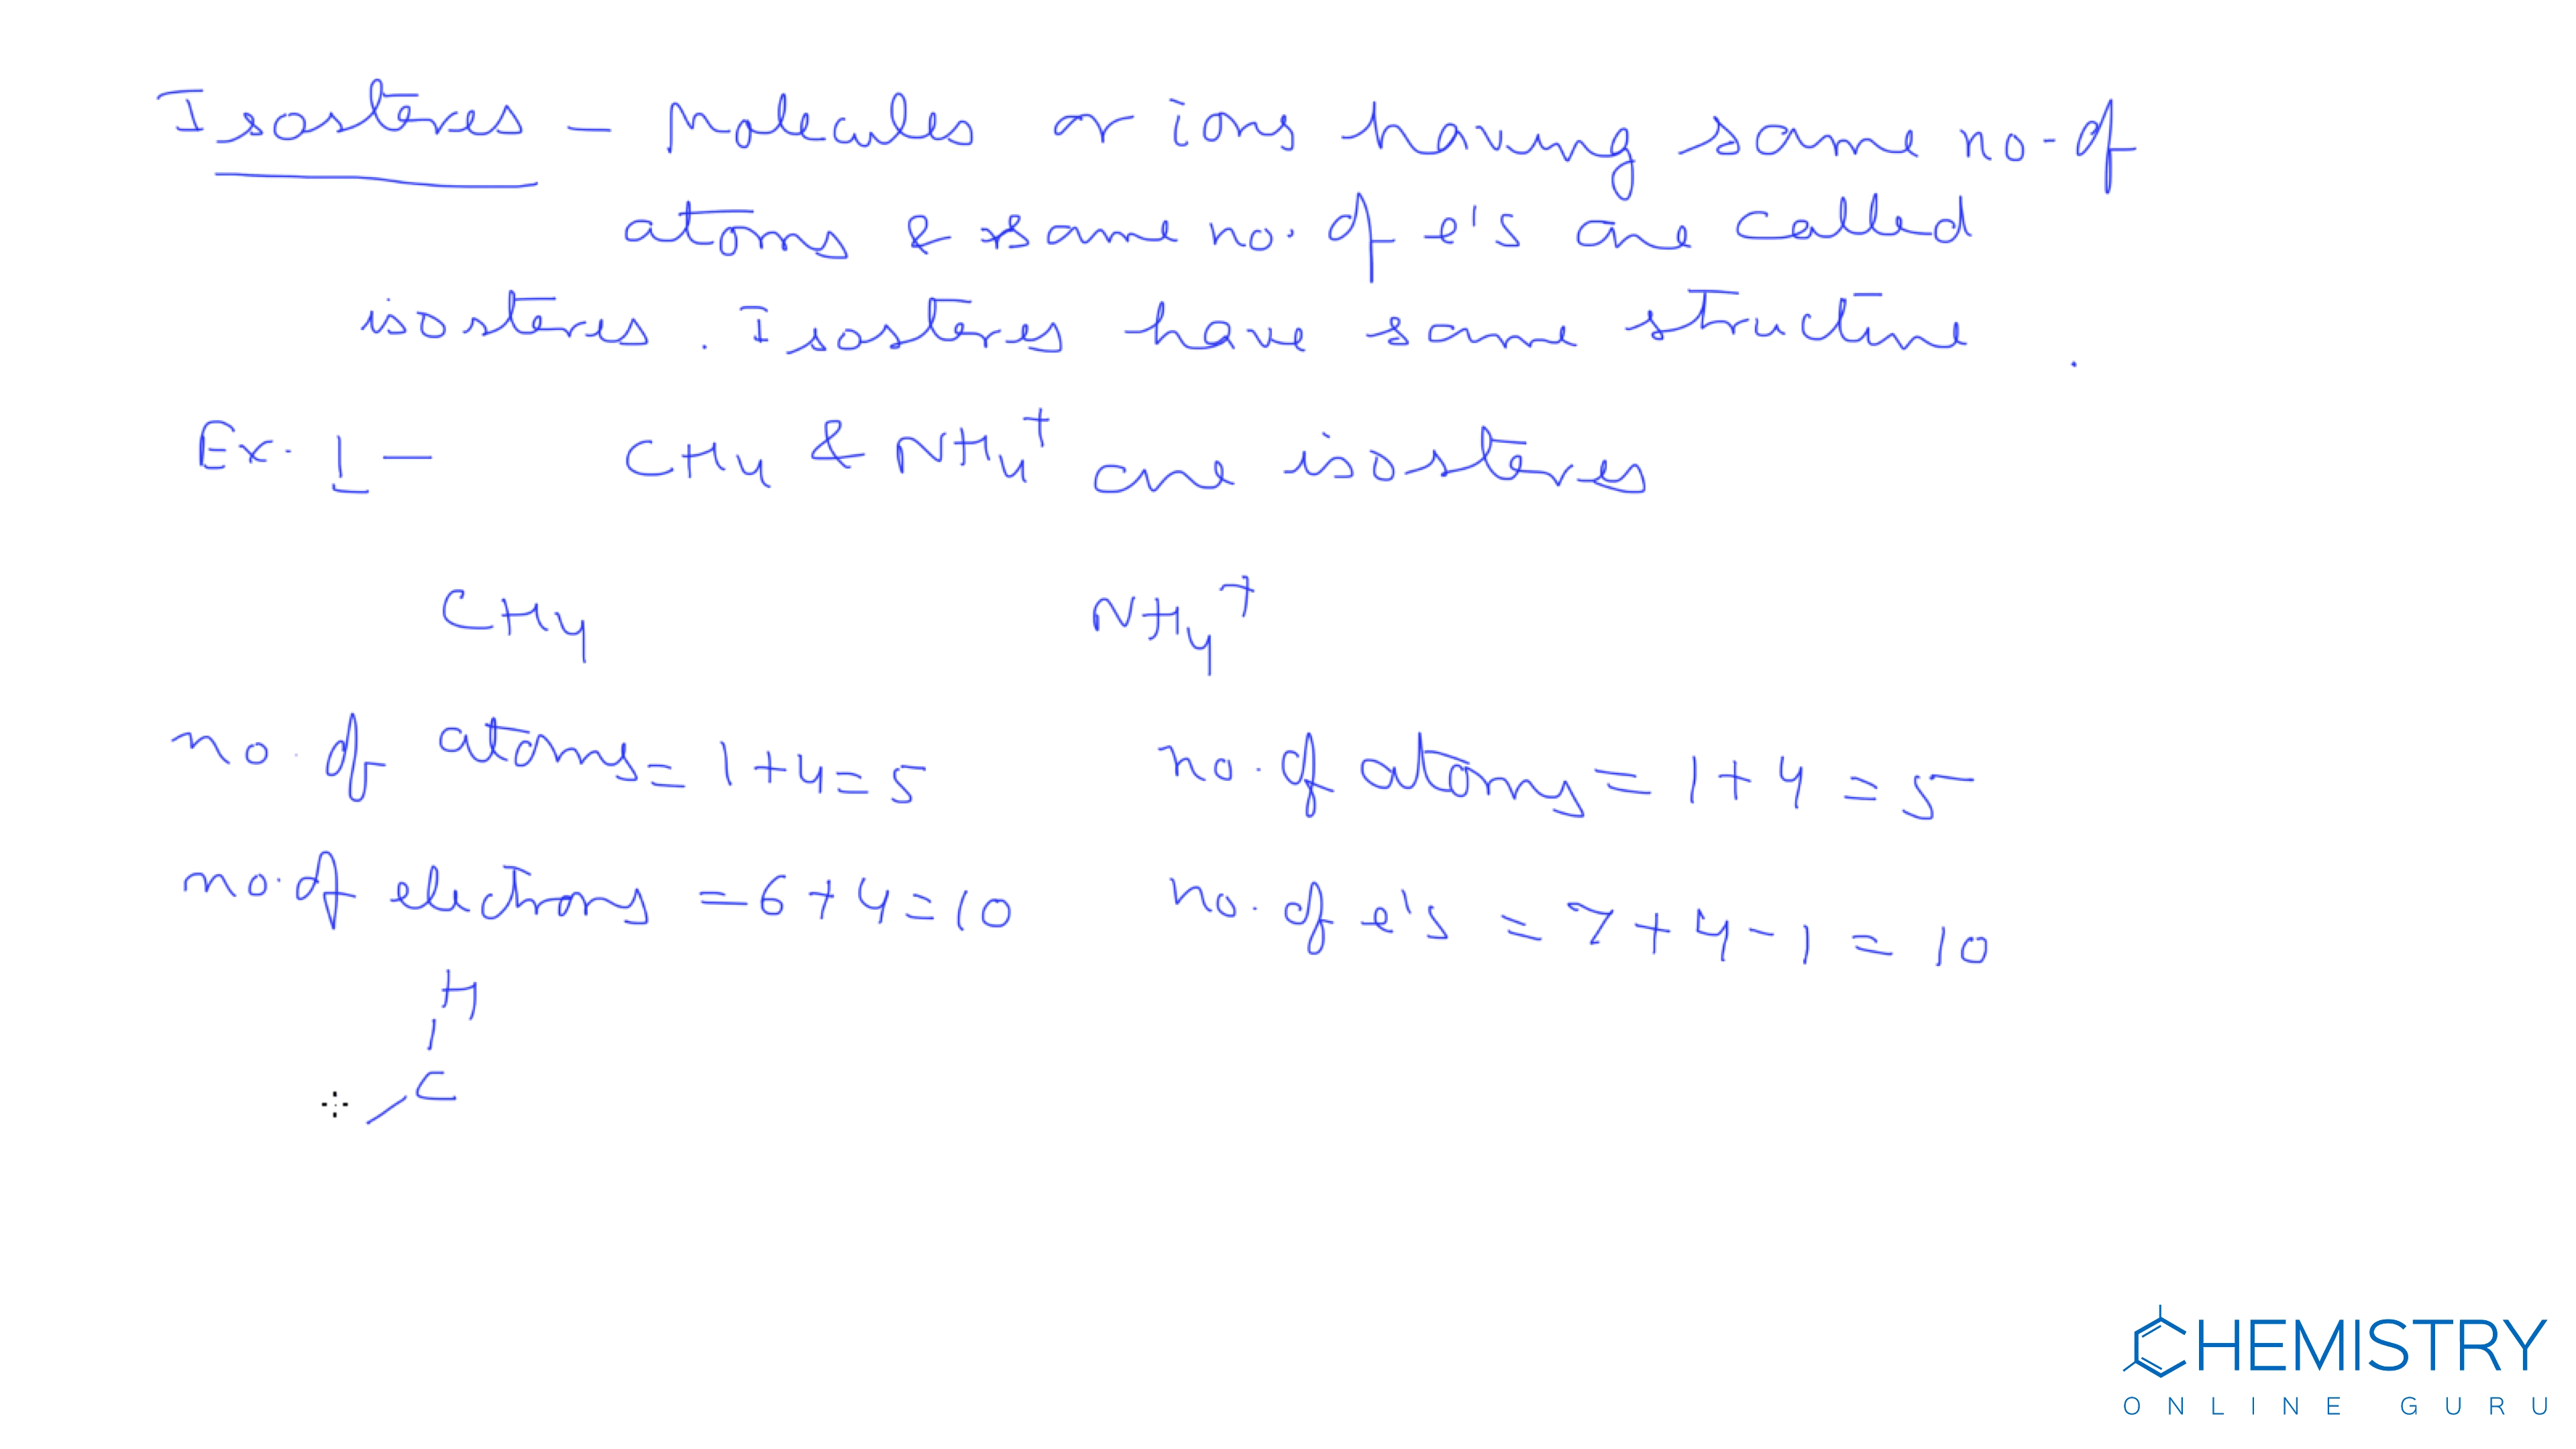 Isosteres - Molecules or ions having same no. of
atoms & same no. of e's are called
isosteres. Isosteres have same structure.
Ex. 1 - CH4 & NH4+ are isosteres
CH4 NH4+
no. of atoms = 1+4=5 no. of atoms = 1+4 = 5
no. of electrons = 6+4=10 no. of e's = 7+4-1 = 10
H
C
CHEMISTRY
ONLINE GURU